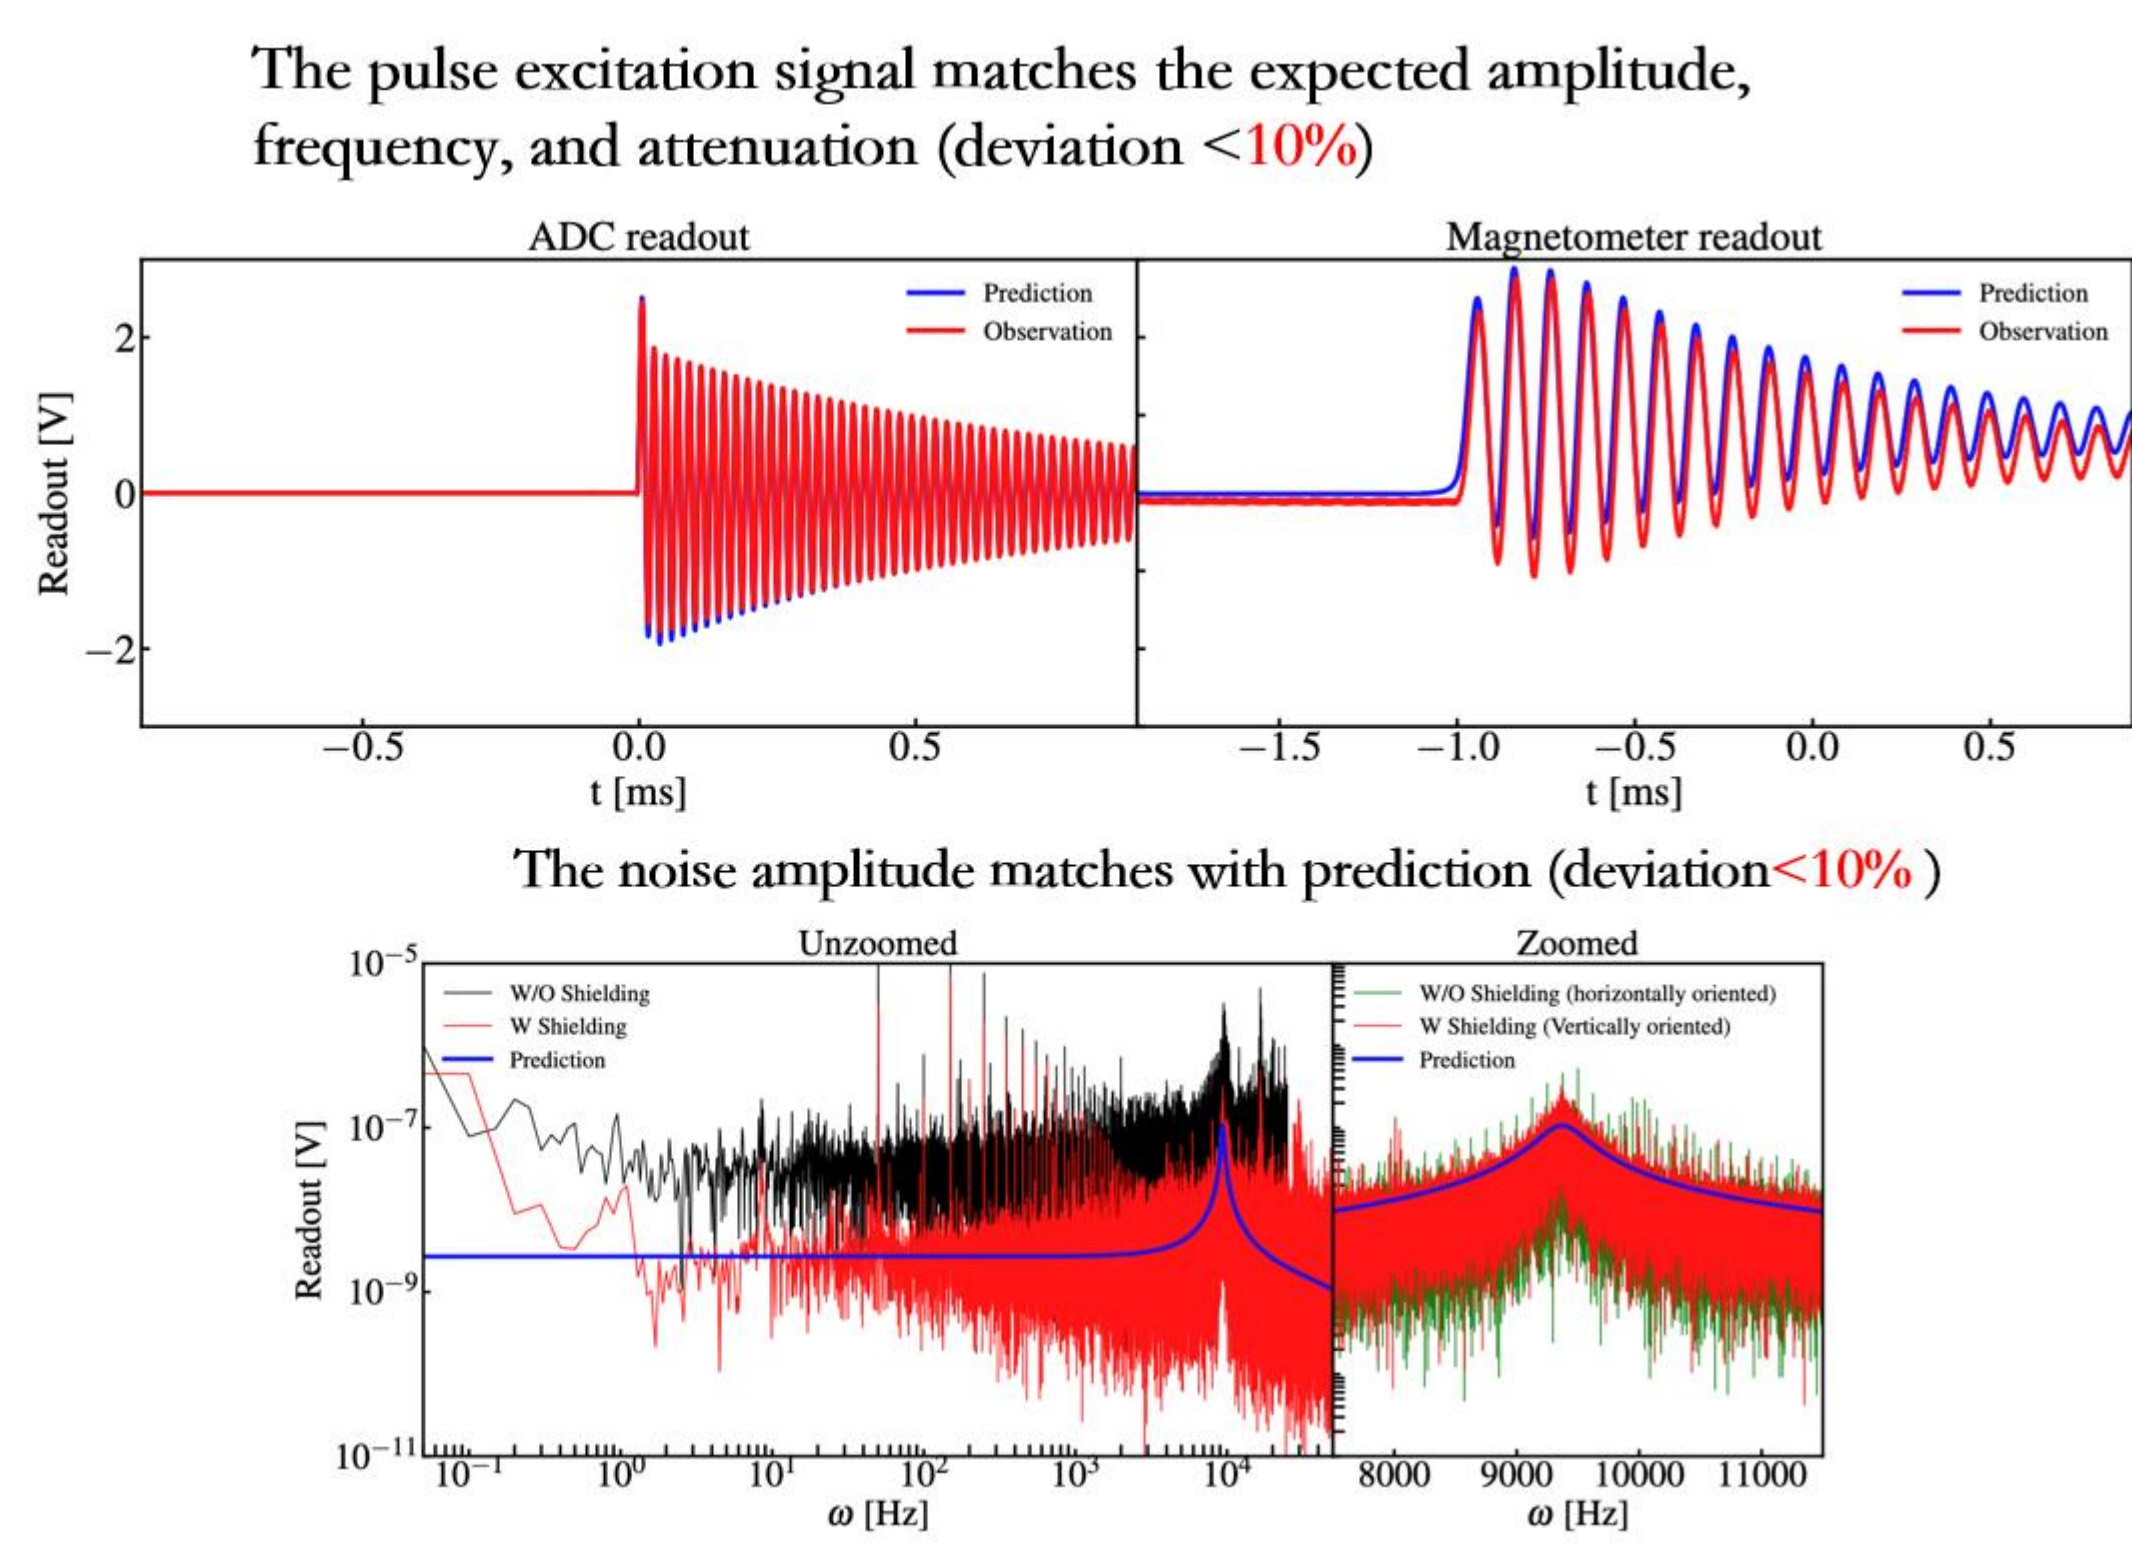 The pulse excitation signal matches the expected amplitude,
frequency, and attenuation (deviation <10%)
ADC readout
Prediction
Observation
Readout [V]
2
0
−2
−0.5 0.0 0.5
t [ms]
Magnetometer readout
Prediction
Observation
−1.5 −1.0 −0.5 0.0 0.5
t [ms]
The noise amplitude matches with prediction (deviation<10% )
Unzoomed
W/O Shielding
W Shielding
Prediction
Readout [V]
10⁻⁵
10⁻⁷
10⁻⁹
10⁻¹¹
10⁻¹ 10⁰ 10¹ 10² 10³ 10⁴
ω [Hz]
Zoomed
W/O Shielding (horizontally oriented)
W Shielding (Vertically oriented)
Prediction
8000 9000 10000 11000
ω [Hz]